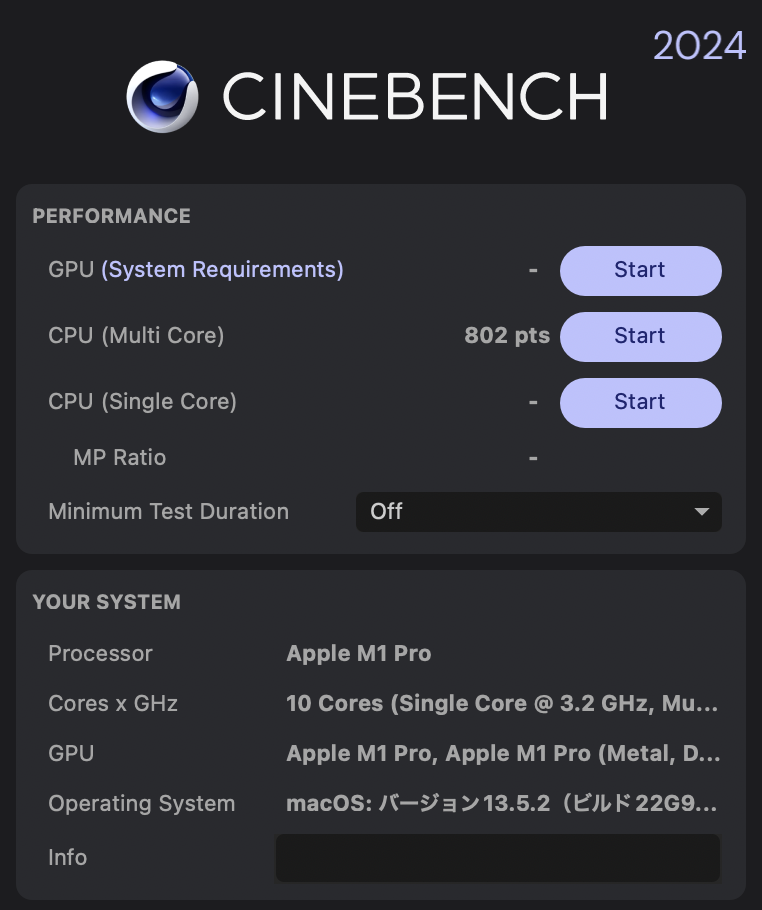 2024
CINEBENCH
PERFORMANCE
GPU (System Requirements) - Start
CPU (Multi Core) 802 pts Start
CPU (Single Core) - Start
MP Ratio -
Minimum Test Duration Off
YOUR SYSTEM
Processor Apple M1 Pro
Cores x GHz 10 Cores (Single Core @ 3.2 GHz, Mu...
GPU Apple M1 Pro, Apple M1 Pro (Metal, D...
Operating System macOS: バージョン13.5.2（ビルド22G9...
Info